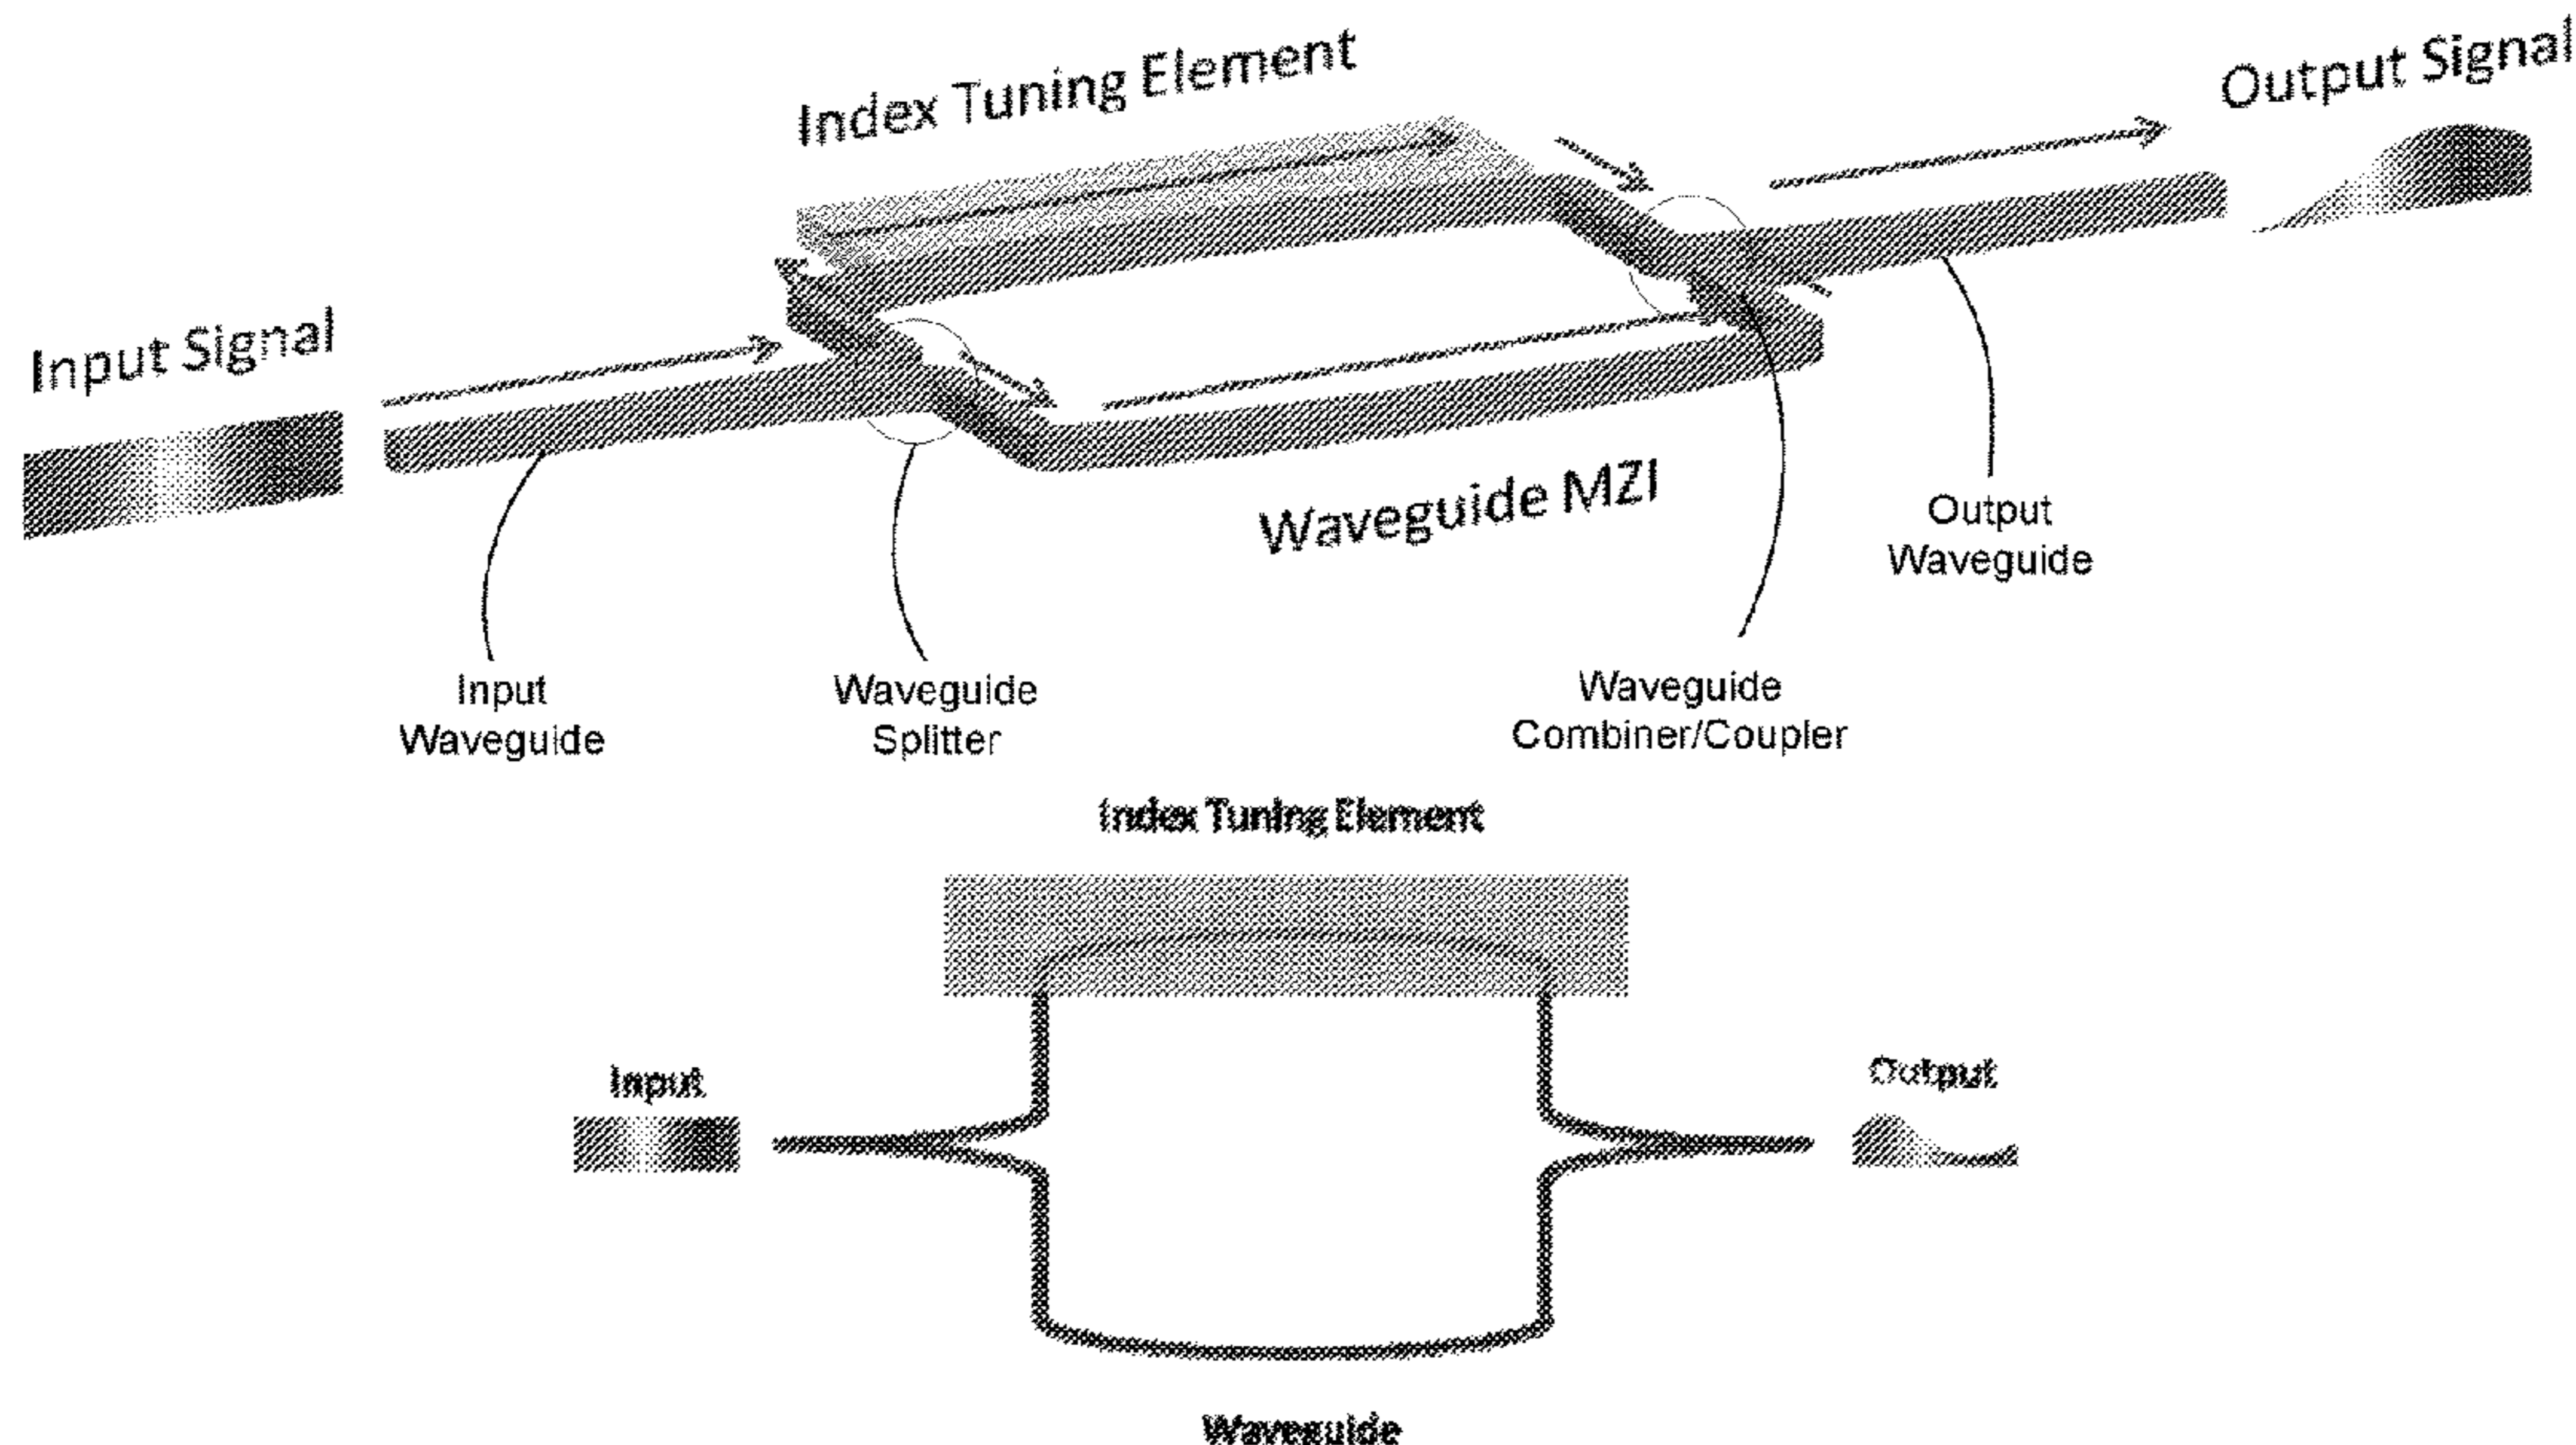 Index Tuning Element
Output Signal
Input Signal
Waveguide MZI
Output
Waveguide
Input
Waveguide
Waveguide
Splitter
Waveguide
Combiner/Coupler
Index Tuning Element
Input
Output
Waveguide